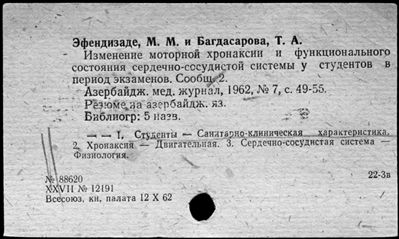 Эфендизаде, М. М. и Багдасарова, Т. А.
Изменение моторной хронаксии и функционального
состояния сердечно-сосудистой системы у студентов в
период экзаменов. Сообщ. 2.
Азербайдж. мед. журнал, 1962, № 7, с. 49-55.
Резюме на азербайдж. яз.
Библиогр: 5 назв.
— — 1. Студенты — Санитарно-клиническая характеристика.
2. Хронаксия — Двигательная. 3. Сердечно-сосудистая система —
Физиология.
22-3в
№ 88620
XXVII № 12191
Всесоюз. кн. палата 12 X 62